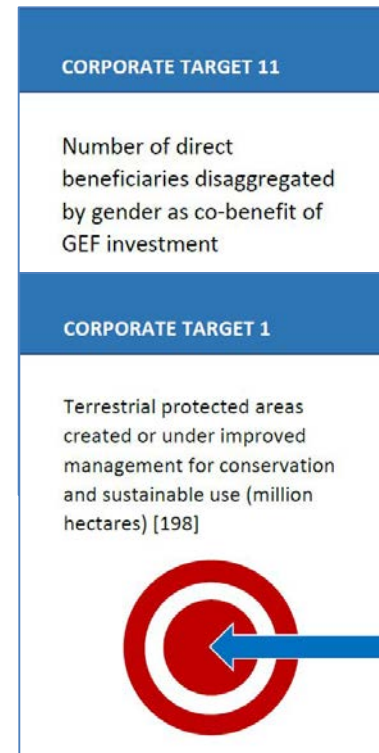 CORPORATE TARGET 11
Number of direct
beneficiaries disaggregated
by gender as co-benefit of
GEF investment
CORPORATE TARGET 1
Terrestrial protected areas
created or under improved
management for conservation
and sustainable use (million
hectares) [198]